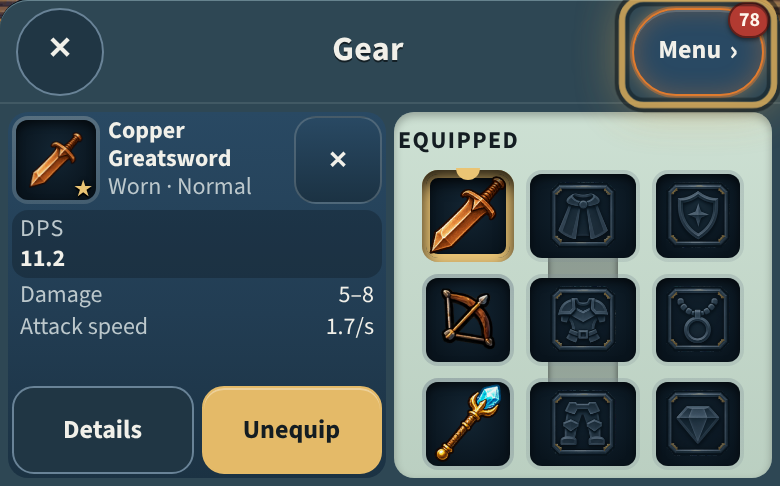 ×
Gear
Menu ›
78
Copper
Greatsword
Worn · Normal
×
DPS
11.2
Damage 5–8
Attack speed 1.7/s
Details
Unequip
EQUIPPED